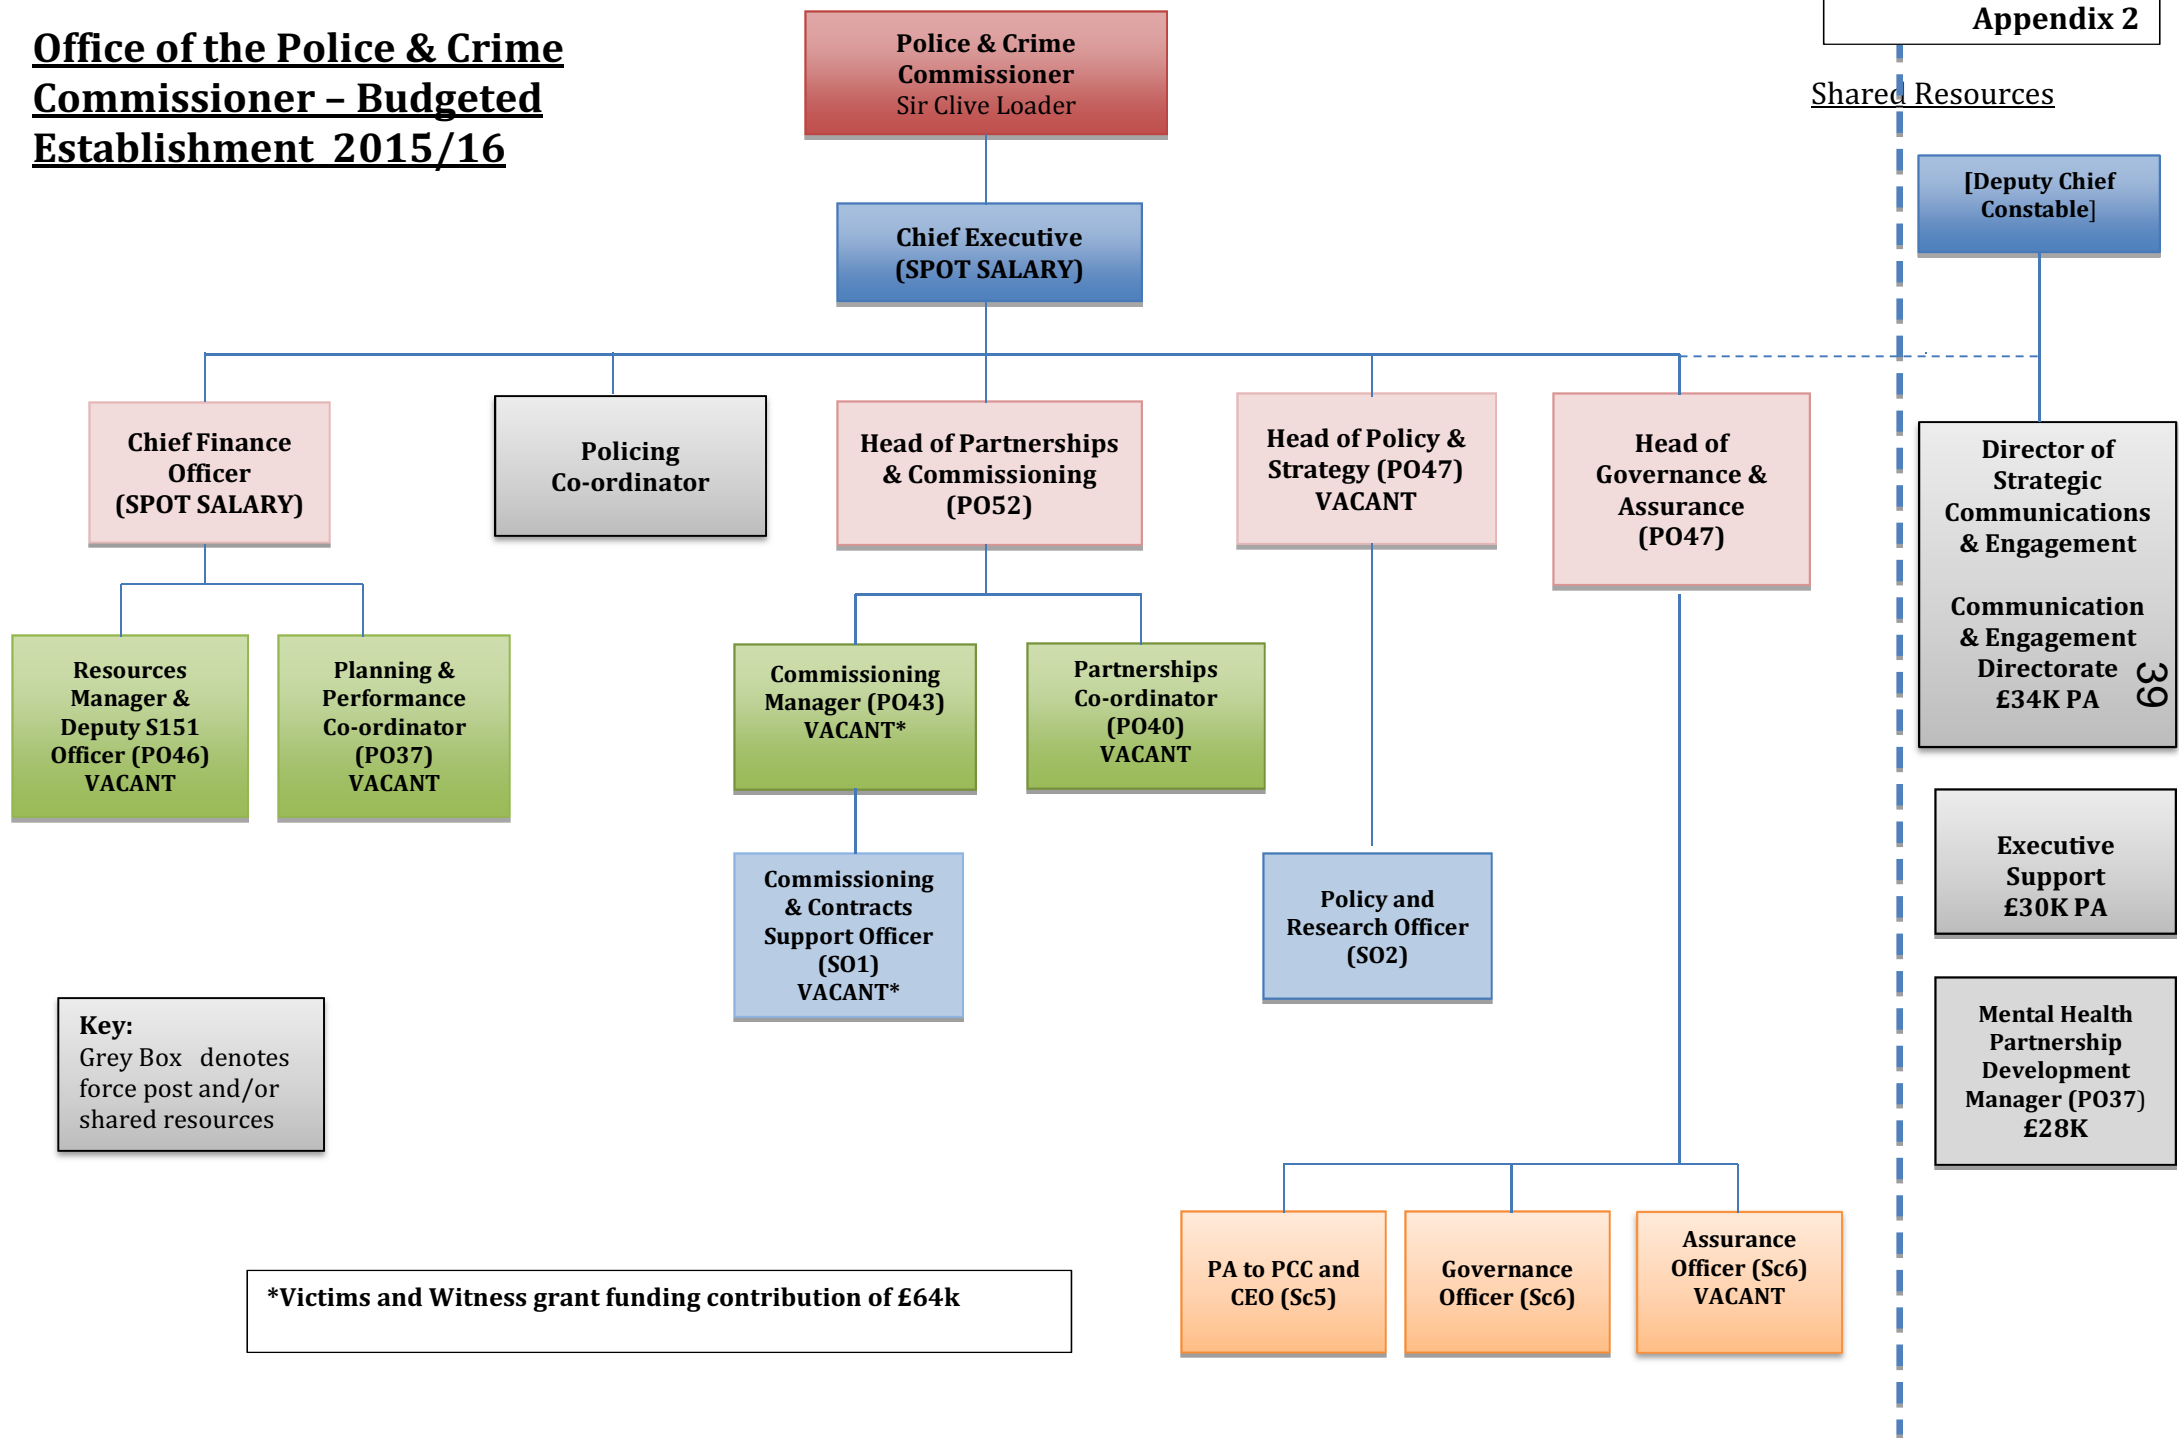 Office of the Police & Crime
Commissioner – Budgeted
Establishment 2015/16
Police & Crime
Commissioner
Sir Clive Loader
Appendix 2
Shared Resources
[Deputy Chief
Constable]
Chief Executive
(SPOT SALARY)
Chief Finance
Officer
(SPOT SALARY)
Policing
Co-ordinator
Head of Partnerships
& Commissioning
(PO52)
Head of Policy &
Strategy (PO47)
VACANT
Head of
Governance &
Assurance
(PO47)
Director of
Strategic
Communications
& Engagement
Communication
& Engagement
Directorate
£34K PA
39
Resources
Manager &
Deputy S151
Officer (PO46)
VACANT
Planning &
Performance
Co-ordinator
(PO37)
VACANT
Commissioning
Manager (PO43)
VACANT*
Partnerships
Co-ordinator
(PO40)
VACANT
Executive
Support
£30K PA
Commissioning
& Contracts
Support Officer
(SO1)
VACANT*
Policy and
Research Officer
(SO2)
Mental Health
Partnership
Development
Manager (PO37)
£28K
Key:
Grey Box denotes
force post and/or
shared resources
PA to PCC and
CEO (Sc5)
Governance
Officer (Sc6)
Assurance
Officer (Sc6)
VACANT
*Victims and Witness grant funding contribution of £64k